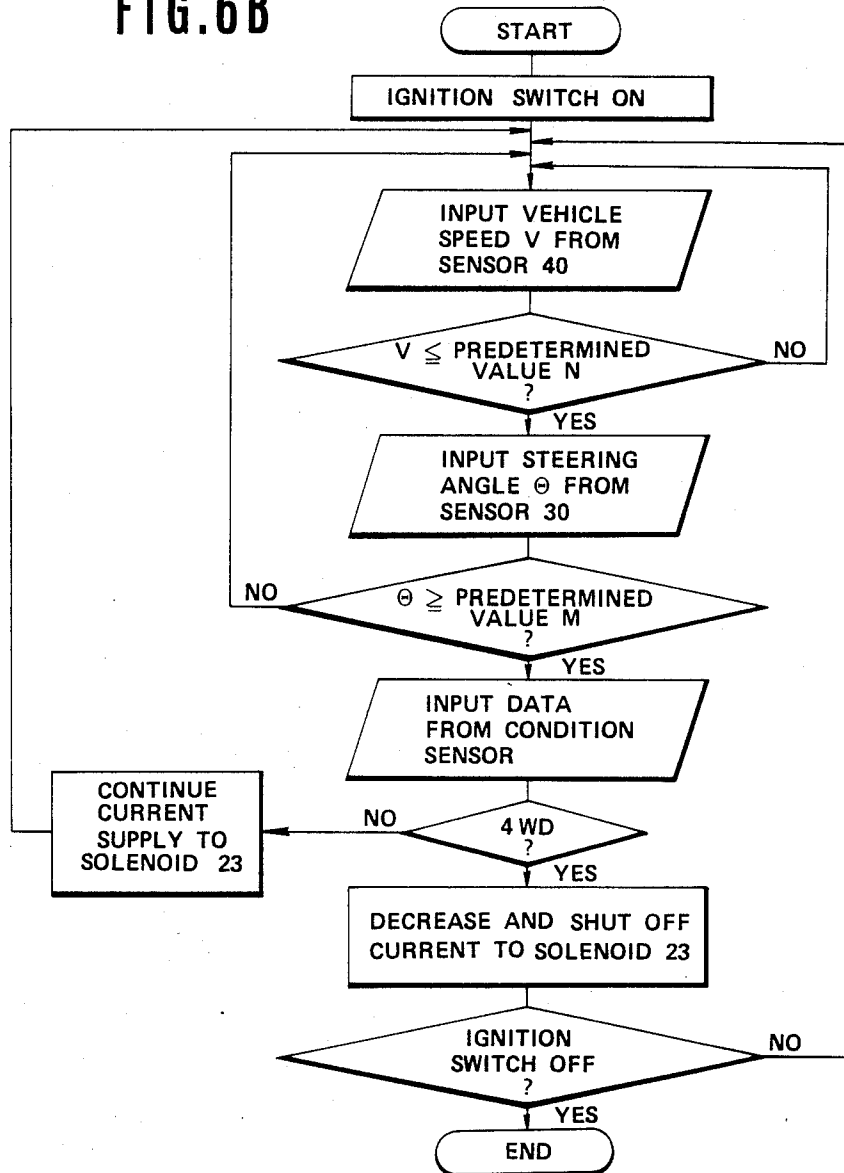 FIG.6B
START
IGNITION SWITCH ON
INPUT VEHICLE
SPEED V FROM
SENSOR 40
V ≦ PREDETERMINED
VALUE N
?
NO
YES
INPUT STEERING
ANGLE Θ FROM
SENSOR 30
NO
Θ ≧ PREDETERMINED
VALUE M
?
YES
INPUT DATA
FROM CONDITION
SENSOR
CONTINUE
CURRENT
SUPPLY TO
SOLENOID 23
NO
4 WD
?
YES
DECREASE AND SHUT OFF
CURRENT TO SOLENOID 23
IGNITION
SWITCH OFF
?
NO
YES
END